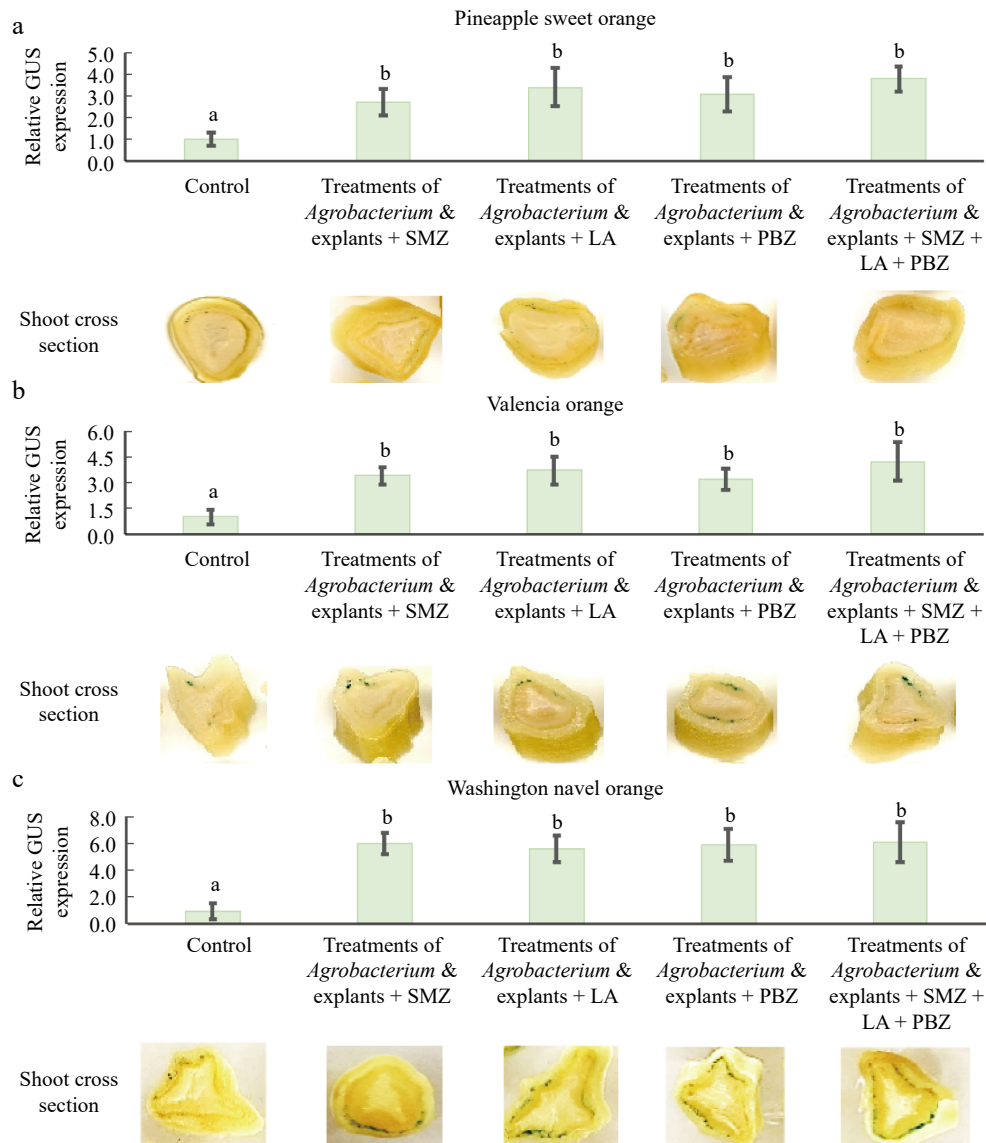 a
Pineapple sweet orange
Relative GUS
expression
5.0
4.0
3.0
2.0
1.0
0.0
a
b
b
b
b
Control
Treatments of
Agrobacterium &
explants + SMZ
Treatments of
Agrobacterium &
explants + LA
Treatments of
Agrobacterium &
explants + PBZ
Treatments of
Agrobacterium &
explants + SMZ +
LA + PBZ
Shoot cross
section
b
Valencia orange
Relative GUS
expression
6.0
4.5
3.0
1.5
0.0
a
b
b
b
b
Control
Treatments of
Agrobacterium &
explants + SMZ
Treatments of
Agrobacterium &
explants + LA
Treatments of
Agrobacterium &
explants + PBZ
Treatments of
Agrobacterium &
explants + SMZ +
LA + PBZ
Shoot cross
section
c
Washington navel orange
Relative GUS
expression
8.0
6.0
4.0
2.0
0.0
a
b
b
b
b
Control
Treatments of
Agrobacterium &
explants + SMZ
Treatments of
Agrobacterium &
explants + LA
Treatments of
Agrobacterium &
explants + PBZ
Treatments of
Agrobacterium &
explants + SMZ +
LA + PBZ
Shoot cross
section